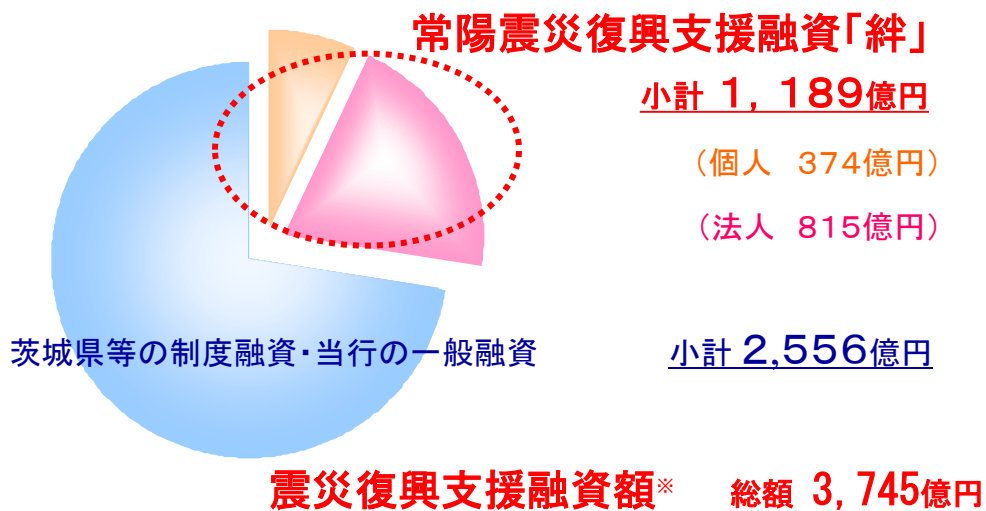 常陽震災復興支援融資「絆」
小計 １，１８９億円
（個人　３７４億円）
（法人　８１５億円）
茨城県等の制度融資・当行の一般融資　小計 2,556億円
震災復興支援融資額※　総額 3,745億円